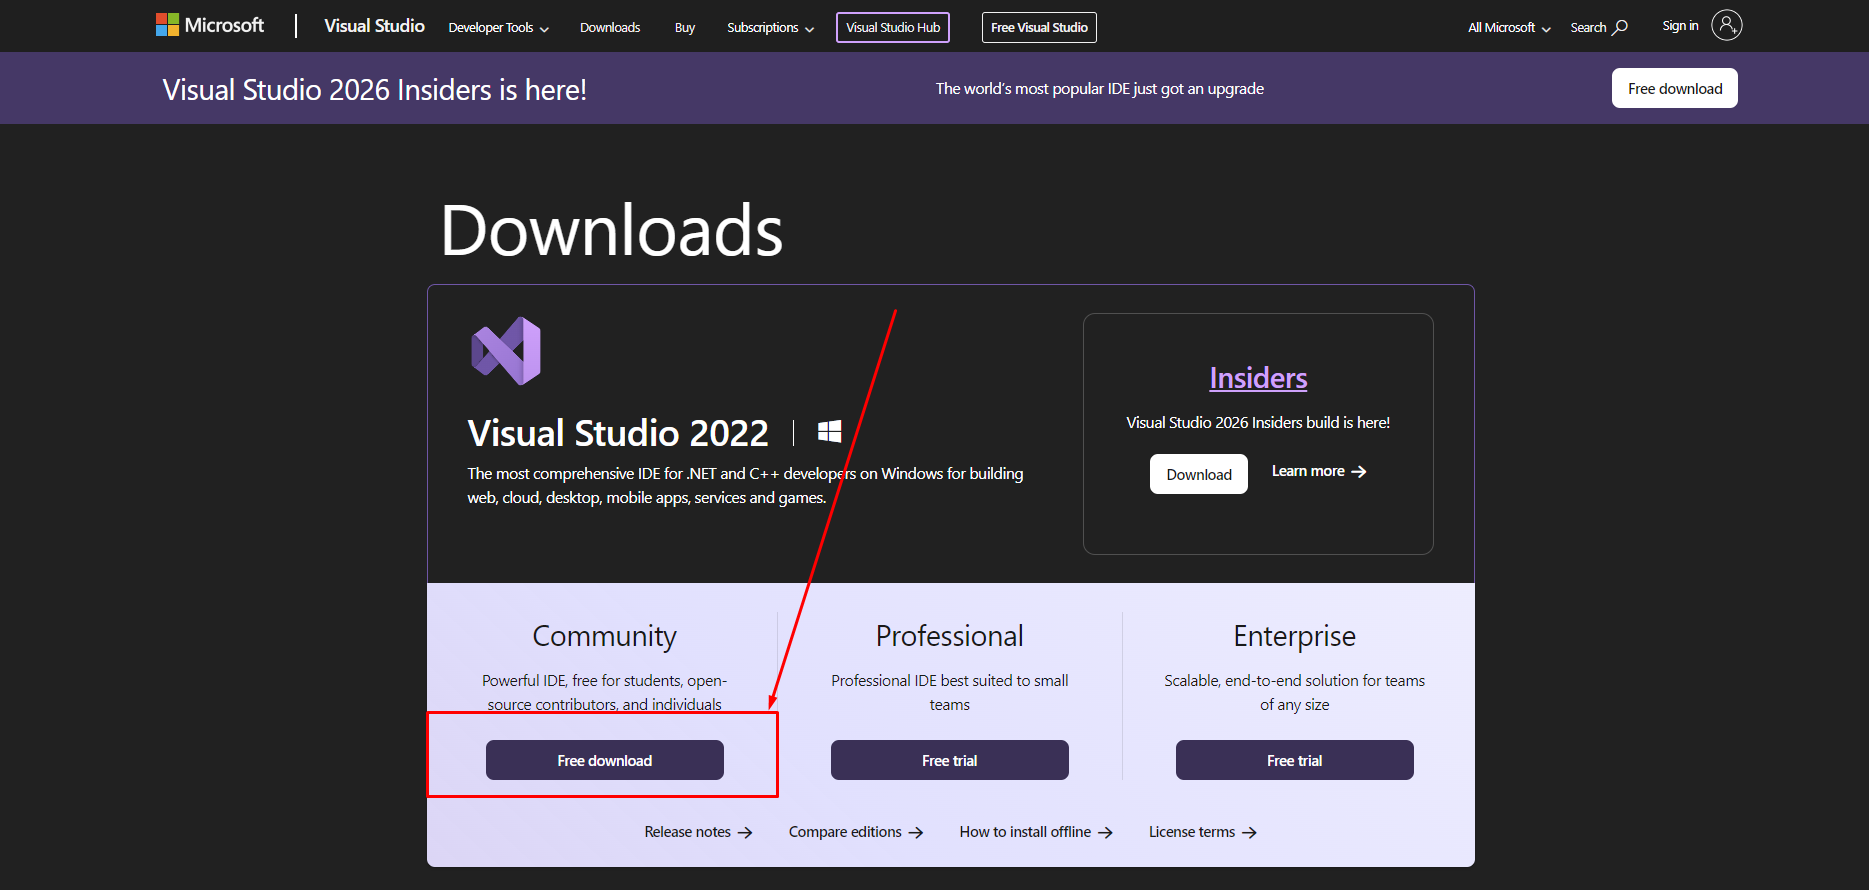 Microsoft | Visual Studio Developer Tools Downloads Buy Subscriptions Visual Studio Hub Free Visual Studio All Microsoft Search Sign in
Visual Studio 2026 Insiders is here! The world's most popular IDE just got an upgrade Free download
Downloads
Visual Studio 2022
The most comprehensive IDE for .NET and C++ developers on Windows for building
web, cloud, desktop, mobile apps, services and games.
Insiders
Visual Studio 2026 Insiders build is here!
Download Learn more →
Community
Powerful IDE, free for students, open-
source contributors, and individuals
Free download
Professional
Professional IDE best suited to small
teams
Free trial
Enterprise
Scalable, end-to-end solution for teams
of any size
Free trial
Release notes → Compare editions → How to install offline → License terms →